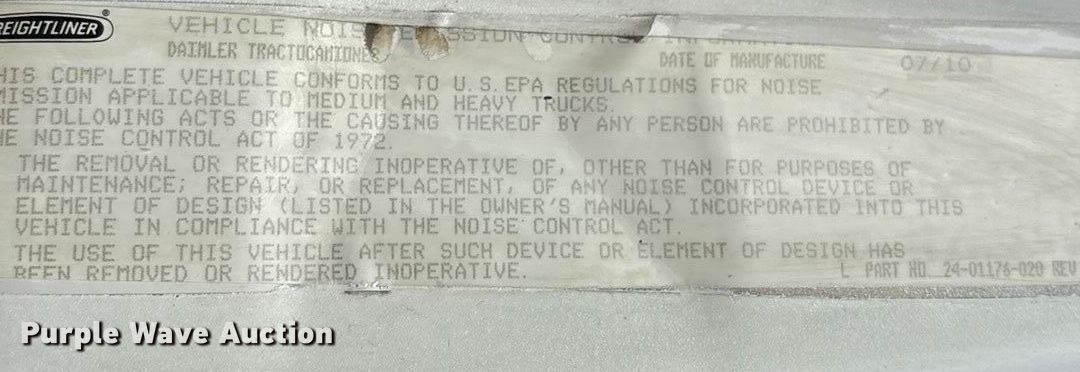 FREIGHTLINER®
VEHICLE NOISE EMISSION CONTROL
DAIMLER TRACTOCAMIONES DATE OF MANUFACTURE 07/10
HIS COMPLETE VEHICLE CONFORMS TO U.S.EPA REGULATIONS FOR NOISE
MISSION APPLICABLE TO MEDIUM AND HEAVY TRUCKS.
HE FOLLOWING ACTS OR THE CAUSING THEREOF BY ANY PERSON ARE PROHIBITED BY
HE NOISE CONTROL ACT OF 1972.
THE REMOVAL OR RENDERING INOPERATIVE OF, OTHER THAN FOR PURPOSES OF
MAINTENANCE; REPAIR, OR REPLACEMENT, OF ANY NOISE CONTROL DEVICE OR
ELEMENT OF DESIGN (LISTED IN THE OWNER'S MANUAL) INCORPORATED INTO THIS
VEHICLE IN COMPLIANCE WITH THE NOISE CONTROL ACT.
THE USE OF THIS VEHICLE AFTER SUCH DEVICE OR ELEMENT OF DESIGN HAS
BEEN REMOVED OR RENDERED INOPERATIVE.
L PART NO. 24-01176-020 REV
Purple Wave Auction